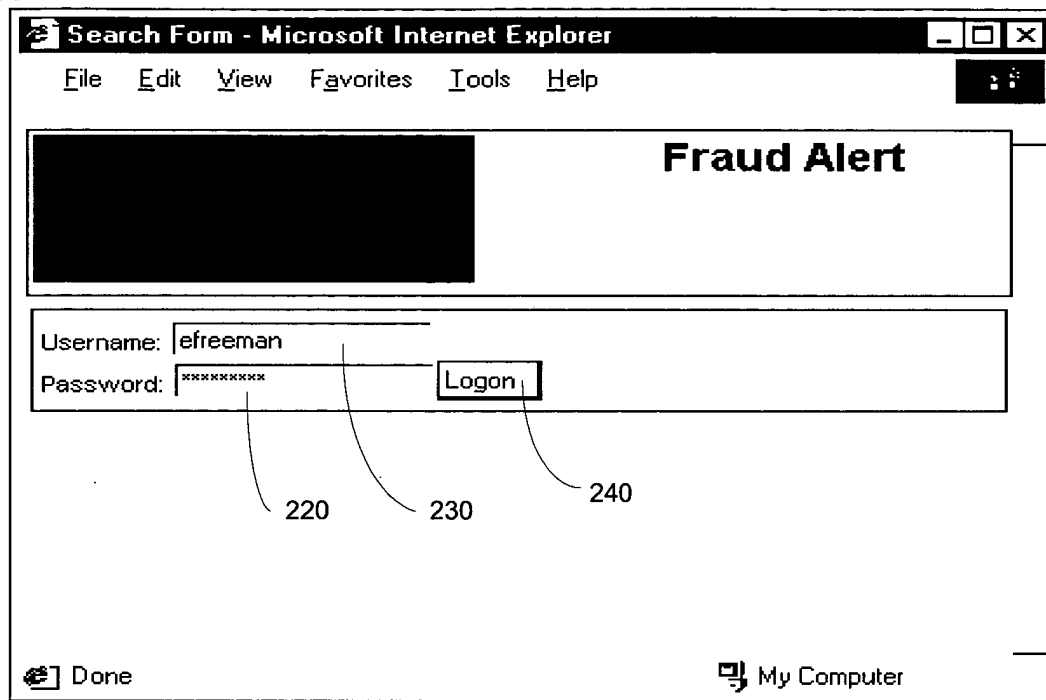 Search Form - Microsoft Internet Explorer
File Edit View Favorites Tools Help
Fraud Alert
Username: efreeman
Password: ********* Logon
220 230 240
Done My Computer